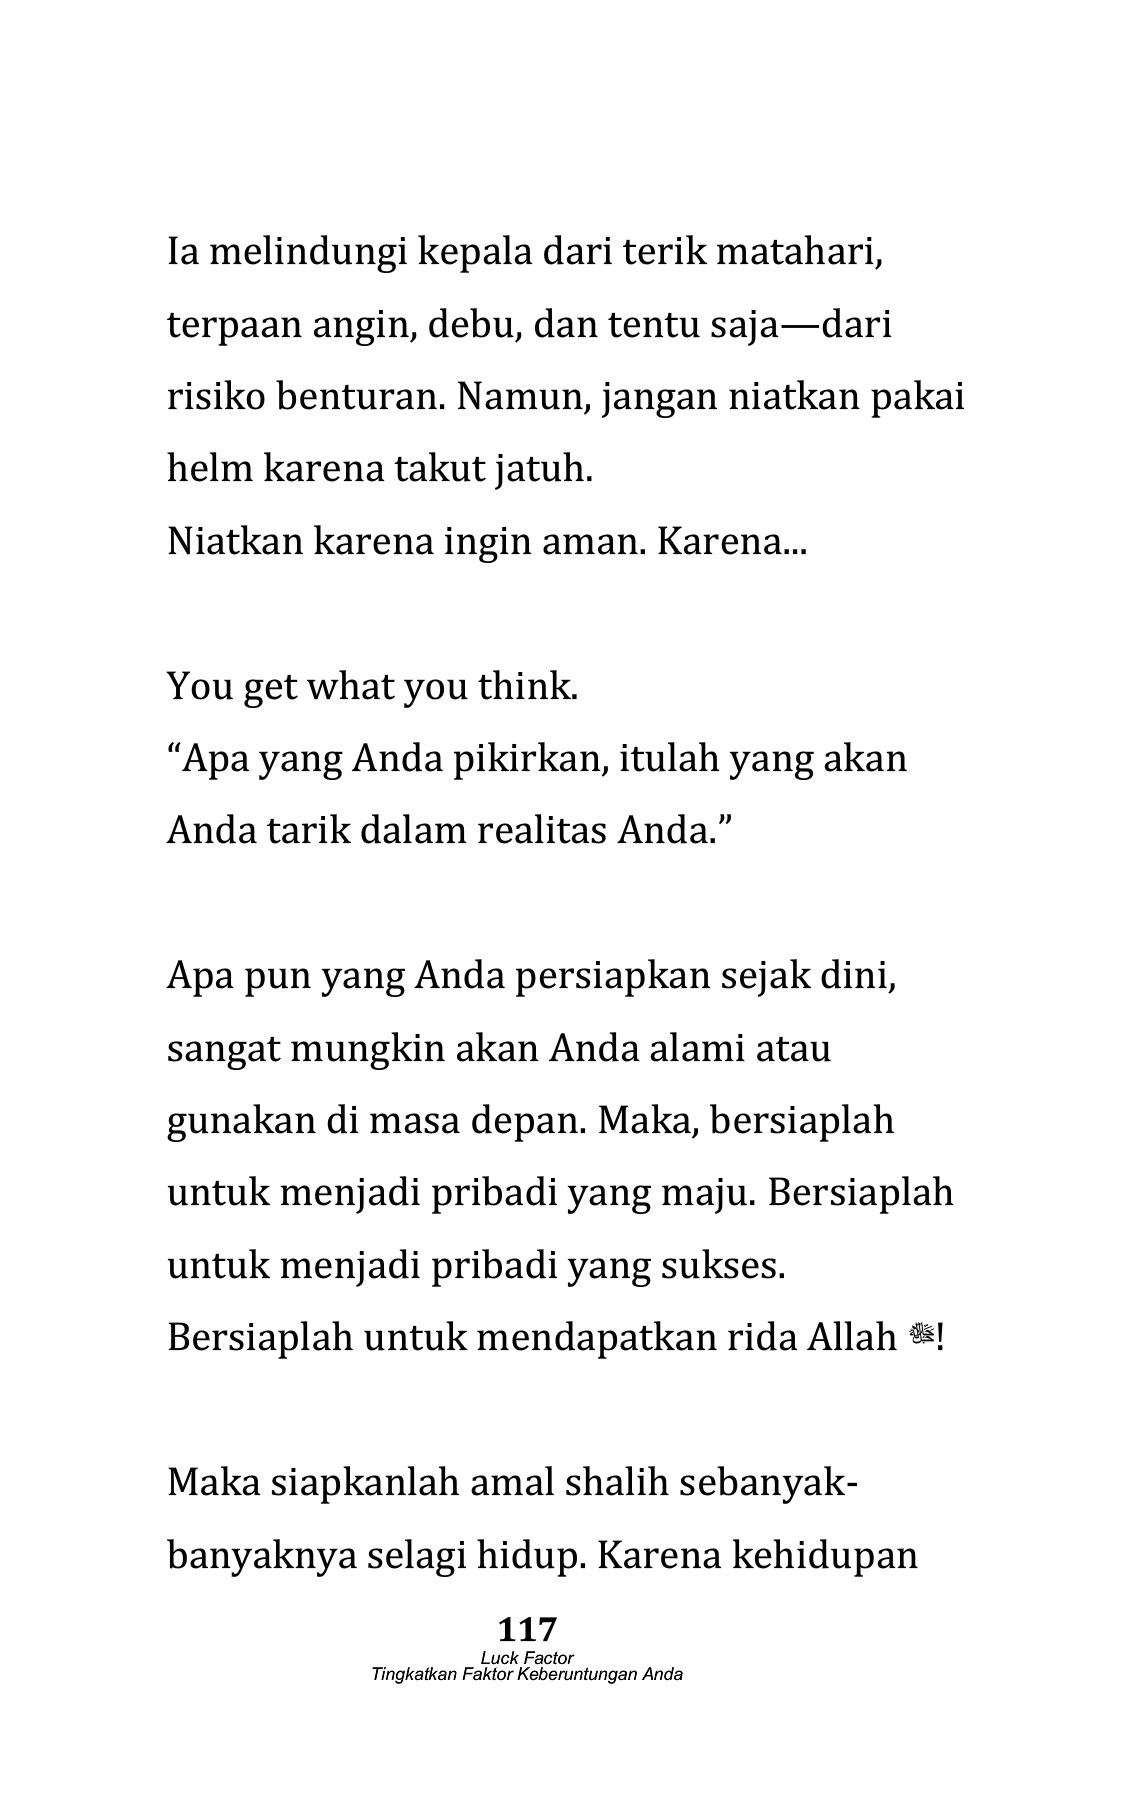 Ia melindungi kepala dari terik matahari,
terpaan angin, debu, dan tentu saja—dari
risiko benturan. Namun, jangan niatkan pakai
helm karena takut jatuh.
Niatkan karena ingin aman. Karena...
You get what you think.
“Apa yang Anda pikirkan, itulah yang akan
Anda tarik dalam realitas Anda.”
Apa pun yang Anda persiapkan sejak dini,
sangat mungkin akan Anda alami atau
gunakan di masa depan. Maka, bersiaplah
untuk menjadi pribadi yang maju. Bersiaplah
untuk menjadi pribadi yang sukses.
Bersiaplah untuk mendapatkan rida Allah ﷻ!
Maka siapkanlah amal shalih sebanyak-
banyaknya selagi hidup. Karena kehidupan
117
Luck Factor
Tingkatkan Faktor Keberuntungan Anda